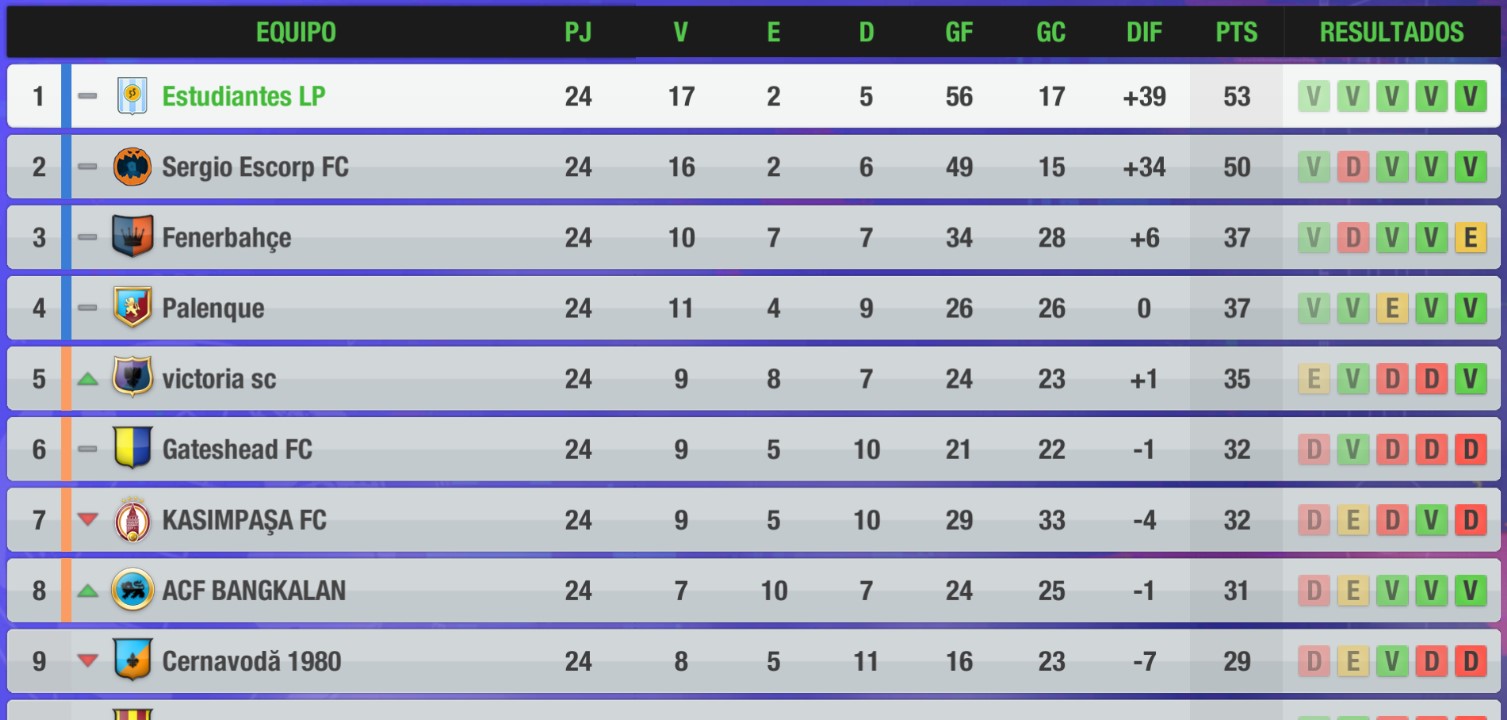 EQUIPO PJ V E D GF GC DIF PTS RESULTADOS
1 Estudiantes LP 24 17 2 5 56 17 +39 53 V V V V V
2 Sergio Escorp FC 24 16 2 6 49 15 +34 50 V D V V V
3 Fenerbahçe 24 10 7 7 34 28 +6 37 V D V V E
4 Palenque 24 11 4 9 26 26 0 37 V V E V V
5 victoria sc 24 9 8 7 24 23 +1 35 E V D D V
6 Gateshead FC 24 9 5 10 21 22 -1 32 D V D D D
7 KASIMPAŞA FC 24 9 5 10 29 33 -4 32 D E D V D
8 ACF BANGKALAN 24 7 10 7 24 25 -1 31 D E V V V
9 Cernavodă 1980 24 8 5 11 16 23 -7 29 D E V D D